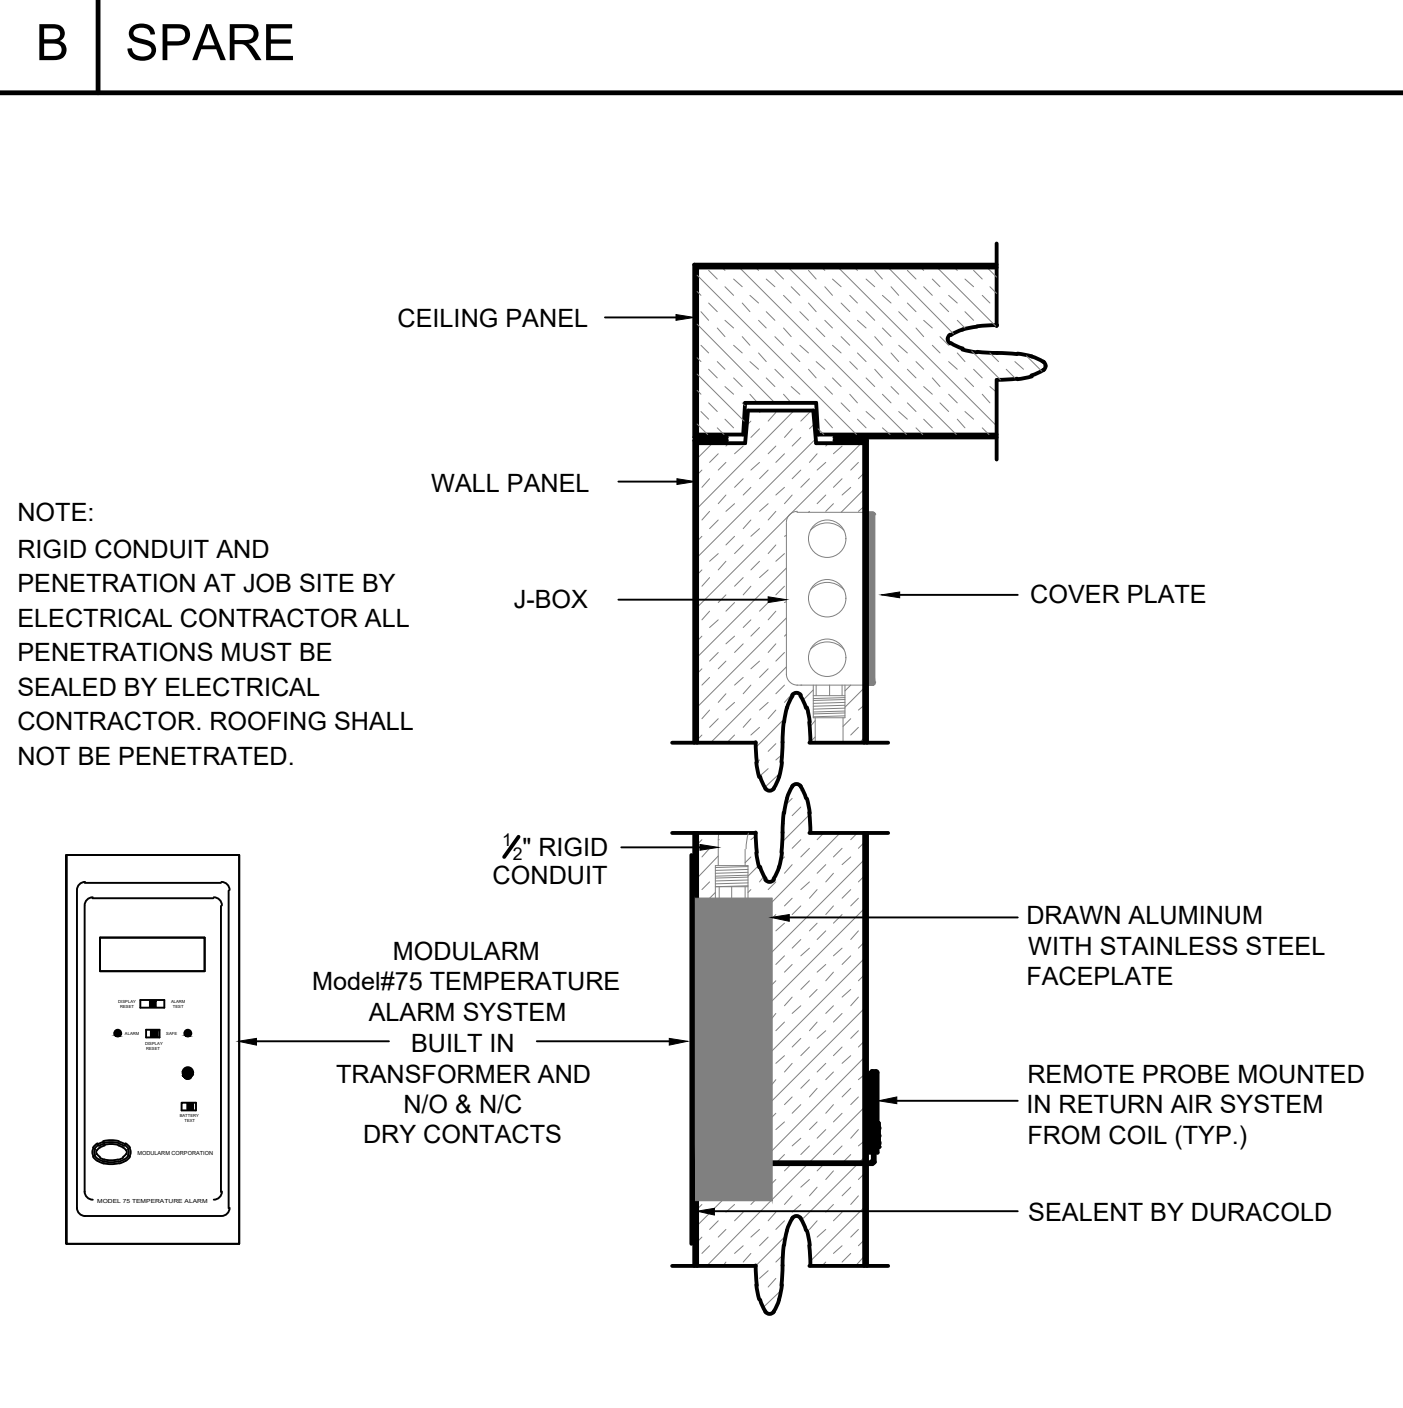 B SPARE
CEILING PANEL
WALL PANEL
NOTE:
RIGID CONDUIT AND
PENETRATION AT JOB SITE BY
ELECTRICAL CONTRACTOR ALL
PENETRATIONS MUST BE
SEALED BY ELECTRICAL
CONTRACTOR. ROOFING SHALL
NOT BE PENETRATED.
J-BOX
COVER PLATE
½" RIGID
CONDUIT
DRAWN ALUMINUM
WITH STAINLESS STEEL
FACEPLATE
MODULARM
Model#75 TEMPERATURE
ALARM SYSTEM
BUILT IN
TRANSFORMER AND
N/O & N/C
DRY CONTACTS
REMOTE PROBE MOUNTED
IN RETURN AIR SYSTEM
FROM COIL (TYP.)
SEALENT BY DURACOLD
DISPLAY
RESET
ALARM
TEST
ALARM
SAFE
DISPLAY
RESET
BATTERY
TEST
MODULARM CORPORATION
MODEL 75 TEMPERATURE ALARM